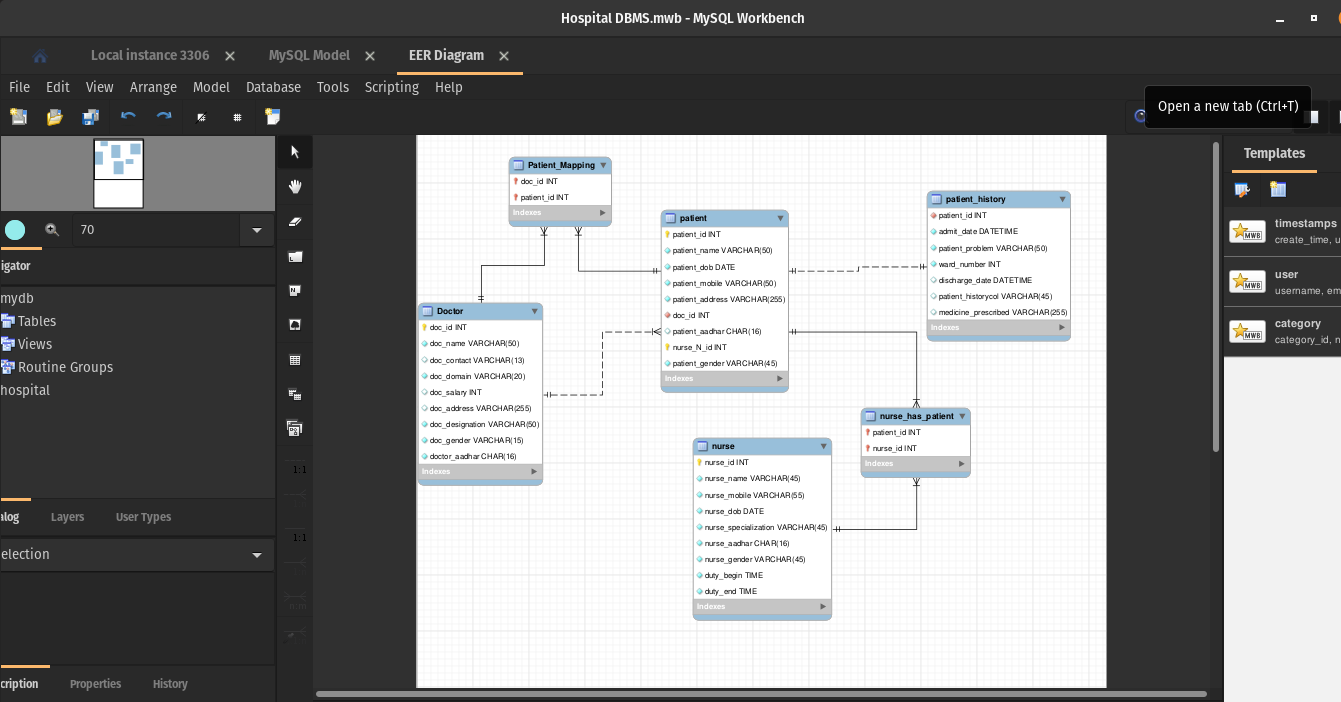 Hospital DBMS.mwb - MySQL Workbench
Local instance 3306
MySQL Model
EER Diagram
File Edit View Arrange Model Database Tools Scripting Help
Open a new tab (Ctrl+T)
70
igator
mydb
Tables
Views
Routine Groups
hospital
alog Layers User Types
election
cription Properties History
1:1
1:1
Patient_Mapping
doc_id INT
patient_id INT
Indexes
patient
patient_id INT
patient_name VARCHAR(50)
patient_dob DATE
patient_mobile VARCHAR(50)
patient_address VARCHAR(255)
doc_id INT
patient_aadhar CHAR(16)
nurse_N_id INT
patient_gender VARCHAR(45)
Indexes
patient_history
patient_id INT
admit_date DATETIME
patient_problem VARCHAR(50)
ward_number INT
discharge_date DATETIME
patient_historycol VARCHAR(45)
medicine_prescribed VARCHAR(255)
Indexes
Doctor
doc_id INT
doc_name VARCHAR(50)
doc_contact VARCHAR(13)
doc_domain VARCHAR(20)
doc_salary INT
doc_address VARCHAR(255)
doc_designation VARCHAR(50)
doc_gender VARCHAR(15)
doctor_aadhar CHAR(16)
Indexes
nurse_has_patient
patient_id INT
nurse_id INT
Indexes
nurse
nurse_id INT
nurse_name VARCHAR(45)
nurse_mobile VARCHAR(55)
nurse_dob DATE
nurse_specialization VARCHAR(45)
nurse_aadhar CHAR(16)
nurse_gender VARCHAR(45)
duty_begin TIME
duty_end TIME
Indexes
Templates
MWB
timestamps
create_time, u
MWB
user
username, em
MWB
category
category_id, n